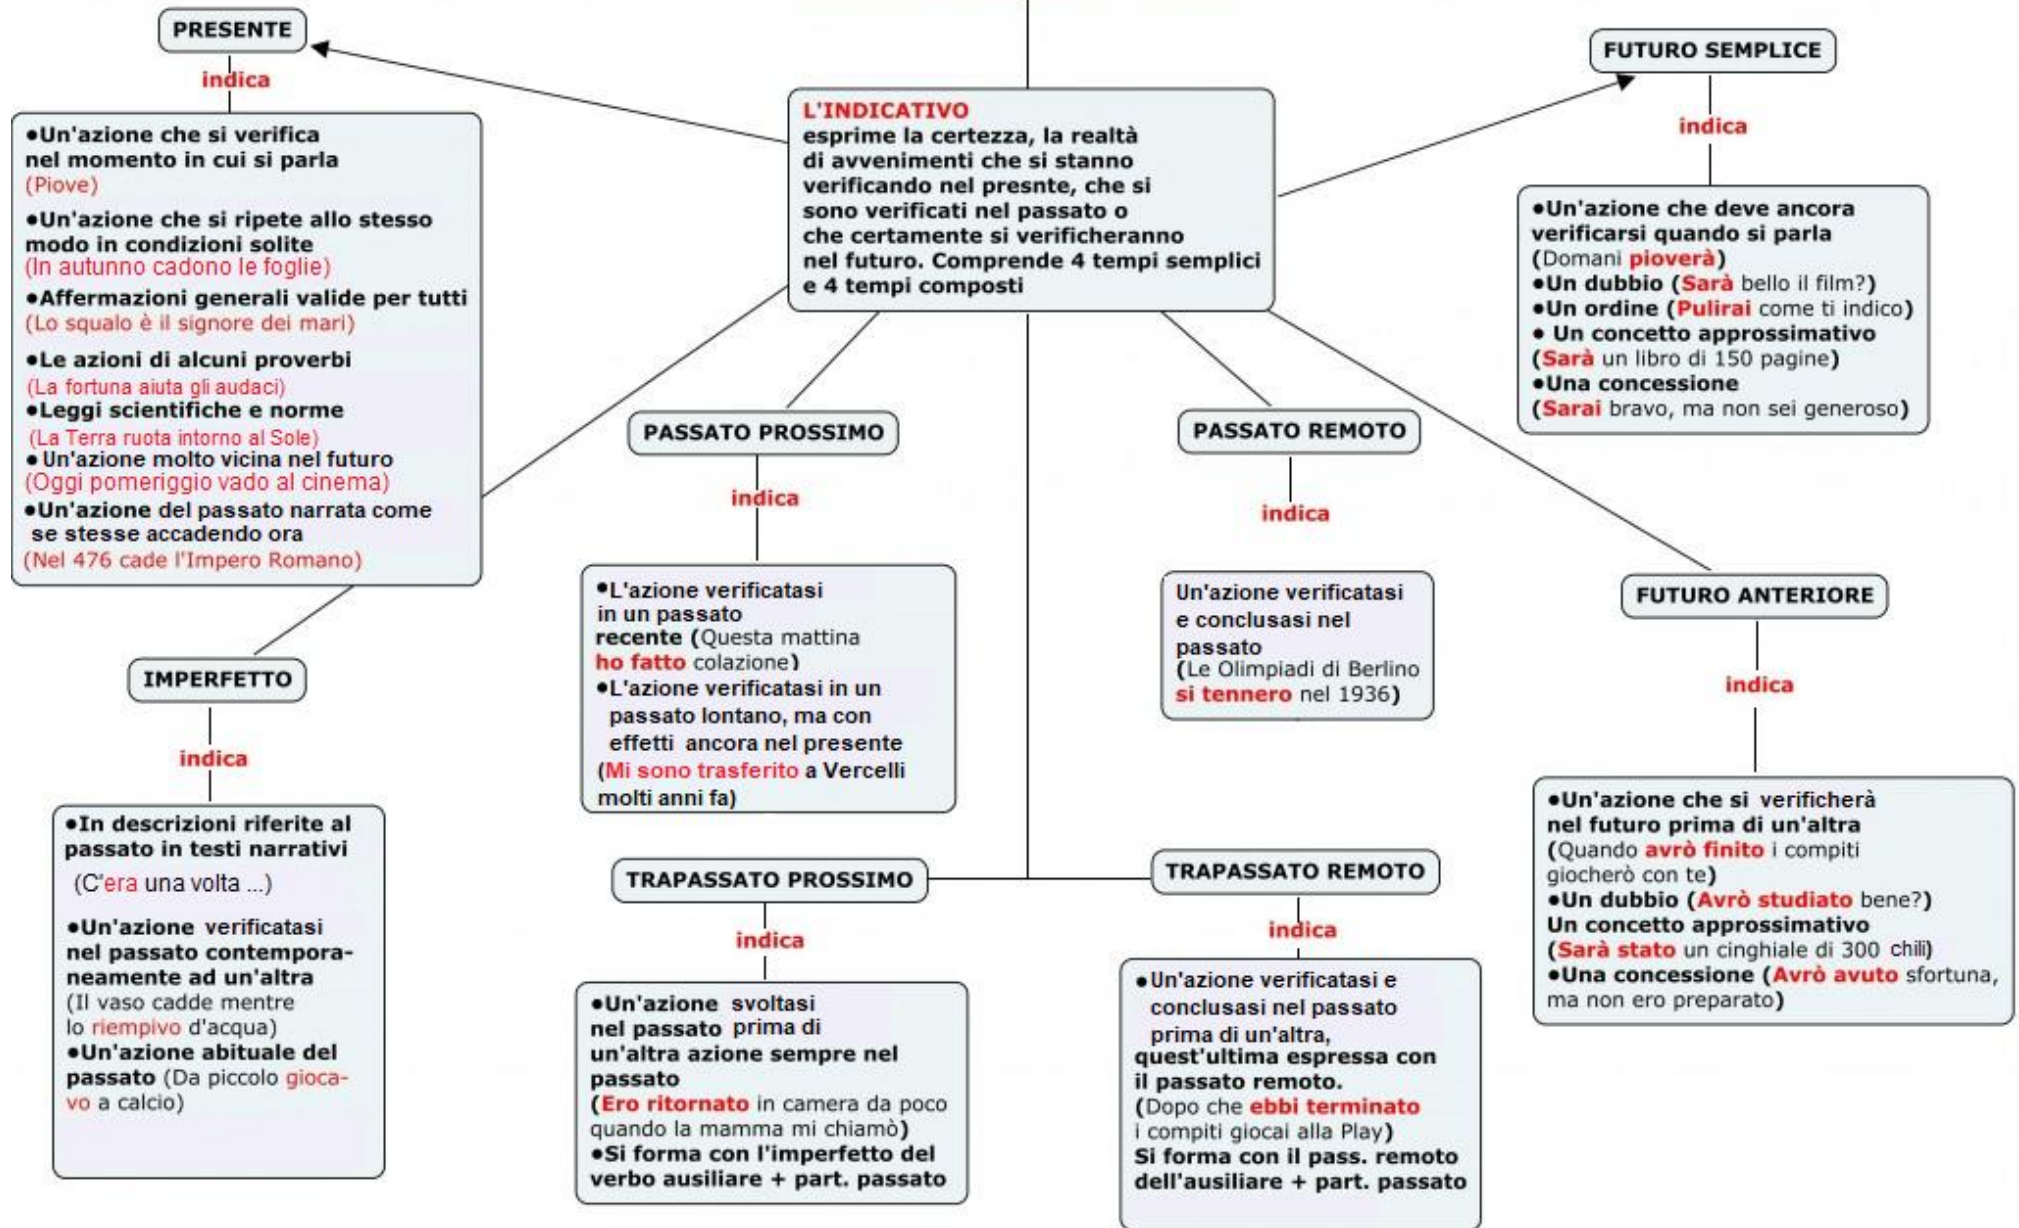 L'INDICATIVO
esprime la certezza, la realtà
di avvenimenti che si stanno
verificando nel presnte, che si
sono verificati nel passato o
che certamente si verificheranno
nel futuro. Comprende 4 tempi semplici
e 4 tempi composti
PRESENTE
indica
●Un'azione che si verifica
nel momento in cui si parla
(Piove)
●Un'azione che si ripete allo stesso
modo in condizioni solite
(In autunno cadono le foglie)
●Affermazioni generali valide per tutti
(Lo squalo è il signore dei mari)
●Le azioni di alcuni proverbi
(La fortuna aiuta gli audaci)
●Leggi scientifiche e norme
(La Terra ruota intorno al Sole)
● Un'azione molto vicina nel futuro
(Oggi pomeriggio vado al cinema)
●Un'azione del passato narrata come
se stesse accadendo ora
(Nel 476 cade l'Impero Romano)
IMPERFETTO
indica
●In descrizioni riferite al
passato in testi narrativi
(C'era una volta ...)
●Un'azione verificatasi
nel passato contempora-
neamente ad un'altra
(Il vaso cadde mentre
lo riempivo d'acqua)
●Un'azione abituale del
passato (Da piccolo gioca-
vo a calcio)
PASSATO PROSSIMO
indica
●L'azione verificatasi
in un passato
recente (Questa mattina
ho fatto colazione)
●L'azione verificatasi in un
passato lontano, ma con
effetti ancora nel presente
(Mi sono trasferito a Vercelli
molti anni fa)
PASSATO REMOTO
indica
Un'azione verificatasi
e conclusasi nel
passato
(Le Olimpiadi di Berlino
si tennero nel 1936)
FUTURO SEMPLICE
indica
●Un'azione che deve ancora
verificarsi quando si parla
(Domani pioverà)
●Un dubbio (Sarà bello il film?)
●Un ordine (Pulirai come ti indico)
● Un concetto approssimativo
(Sarà un libro di 150 pagine)
●Una concessione
(Sarai bravo, ma non sei generoso)
FUTURO ANTERIORE
indica
●Un'azione che si verificherà
nel futuro prima di un'altra
(Quando avrò finito i compiti
giocherò con te)
●Un dubbio (Avrò studiato bene?)
Un concetto approssimativo
(Sarà stato un cinghiale di 300 chili)
●Una concessione (Avrò avuto sfortuna,
ma non ero preparato)
TRAPASSATO PROSSIMO
indica
●Un'azione svoltasi
nel passato prima di
un'altra azione sempre nel
passato
(Ero ritornato in camera da poco
quando la mamma mi chiamò)
●Si forma con l'imperfetto del
verbo ausiliare + part. passato
TRAPASSATO REMOTO
indica
●Un'azione verificatasi e
conclusasi nel passato
prima di un'altra,
quest'ultima espressa con
il passato remoto.
(Dopo che ebbi terminato
i compiti giocai alla Play)
Si forma con il pass. remoto
dell'ausiliare + part. passato